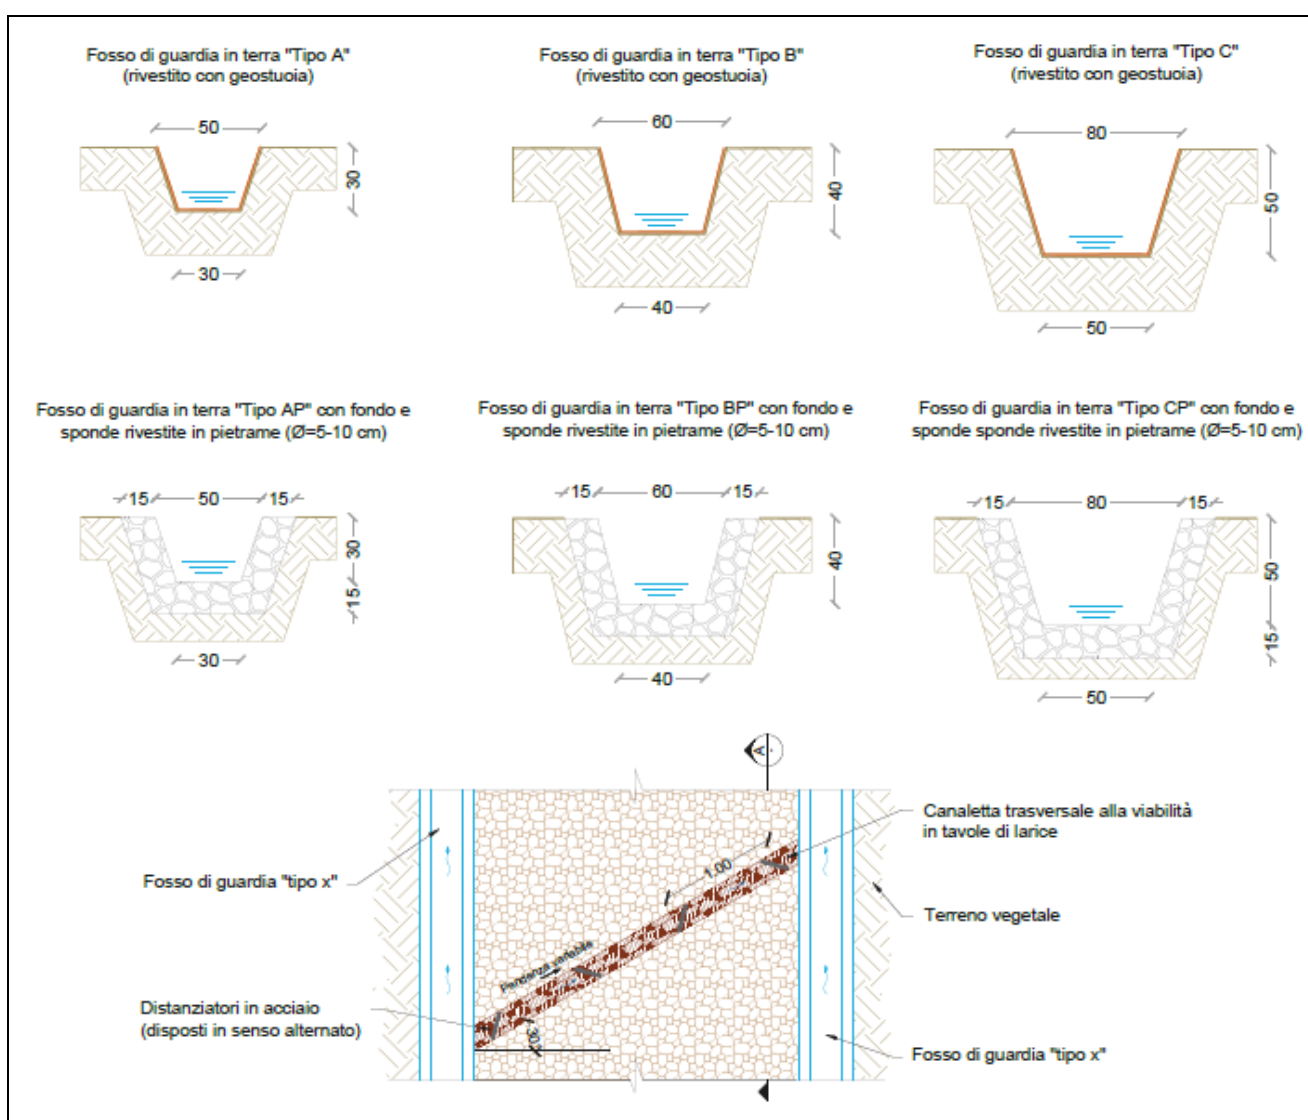 Fosso di guardia in terra "Tipo A"
(rivestito con geostuoia)
50
30
30
Fosso di guardia in terra "Tipo B"
(rivestito con geostuoia)
60
40
40
Fosso di guardia in terra "Tipo C"
(rivestito con geostuoia)
80
50
50
Fosso di guardia in terra "Tipo AP" con fondo e
sponde rivestite in pietrame (Ø=5-10 cm)
15 50 15
30
15
30
Fosso di guardia in terra "Tipo BP" con fondo e
sponde rivestite in pietrame (Ø=5-10 cm)
15 60 15
40
40
Fosso di guardia in terra "Tipo CP" con fondo e
sponde sponde rivestite in pietrame (Ø=5-10 cm)
15 80 15
50
15
50
A
Canaletta trasversale alla viabilità
in tavole di larice
1.00
Fosso di guardia "tipo x"
Terreno vegetale
Pendenza variabile
Distanziatori in acciaio
(disposti in senso alternato)
30
Fosso di guardia "tipo x"